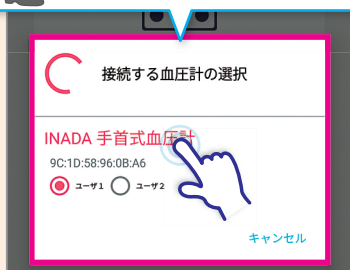 接続する血圧計の選択
INADA 手首式血圧計
9C:1D:58:96:0B:A6
ユーザ1 ユーザ2
キャンセル